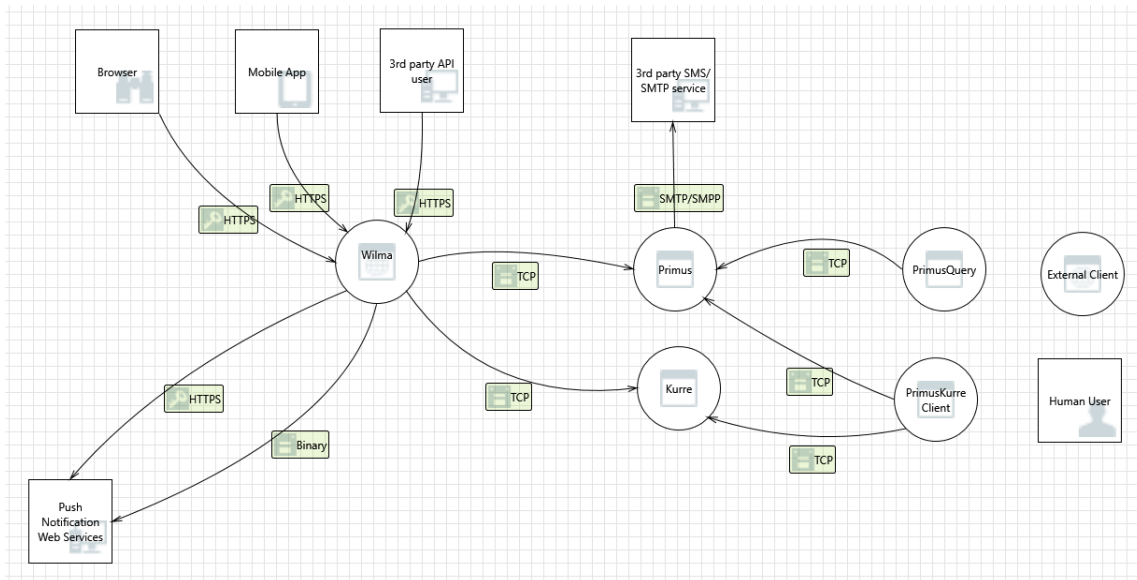 Browser
Mobile App
3rd party API
user
3rd party SMS/
SMTP service
HTTPS
HTTPS
HTTPS
SMTP/SMPP
Wilma
Primus
PrimusQuery
External Client
TCP
TCP
Kurre
PrimusKurre
Client
Human User
HTTPS
TCP
TCP
Binary
TCP
Push
Notification
Web Services